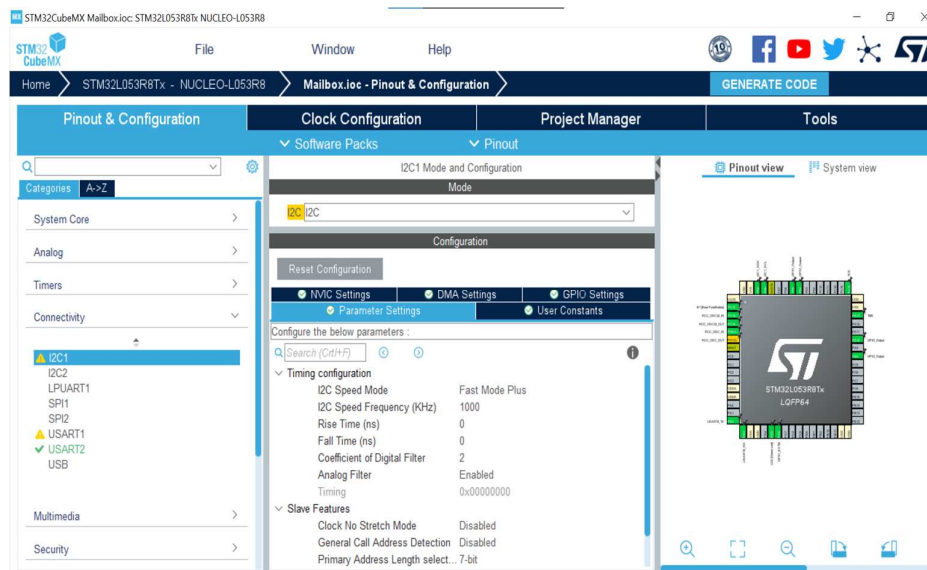 MX STM32CubeMX Mailbox.ioc: STM32L053R8Tx NUCLEO-L053R8
STM32
CubeMX
File Window Help
10
Home STM32L053R8Tx - NUCLEO-L053R8 Mailbox.ioc - Pinout & Configuration GENERATE CODE
Pinout & Configuration Clock Configuration Project Manager Tools
Software Packs Pinout
Categories A->Z
System Core
Analog
Timers
Connectivity
I2C1
I2C2
LPUART1
SPI1
SPI2
USART1
USART2
USB
Multimedia
Security
I2C1 Mode and Configuration
Mode
I2C I2C
Configuration
Reset Configuration
NVIC Settings DMA Settings GPIO Settings
Parameter Settings User Constants
Configure the below parameters :
Search (Crtl+F)
Timing configuration
I2C Speed Mode Fast Mode Plus
I2C Speed Frequency (KHz) 1000
Rise Time (ns) 0
Fall Time (ns) 0
Coefficient of Digital Filter 2
Analog Filter Enabled
Timing 0x00000000
Slave Features
Clock No Stretch Mode Disabled
General Call Address Detection Disabled
Primary Address Length select... 7-bit
Pinout view System view
STM32L053R8Tx
LQFP64